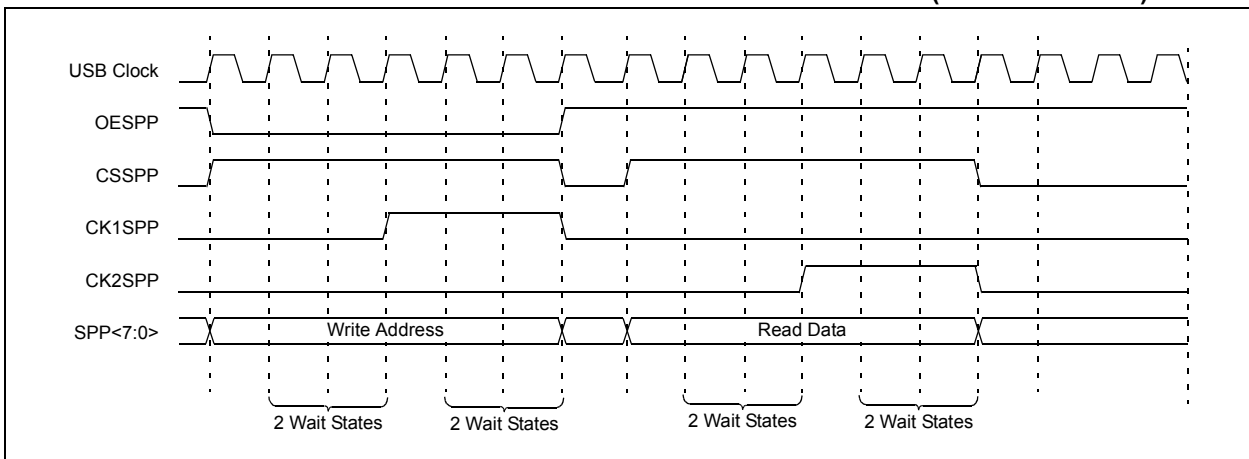 USB Clock
OESPP
CSSPP
CK1SPP
CK2SPP
SPP<7:0>
Write Address
Read Data
2 Wait States
2 Wait States
2 Wait States
2 Wait States